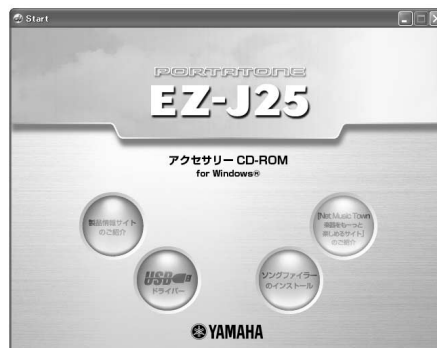 Start
PORTATONE
EZ-J25
アクセサリー CD-ROM
for Windows®
製品情報サイト
のご紹介
USB
ドライバー
ソングファイラー
のインストール
「Net Music Town
楽器をもーっと
楽しめるサイト」
のご紹介
YAMAHA